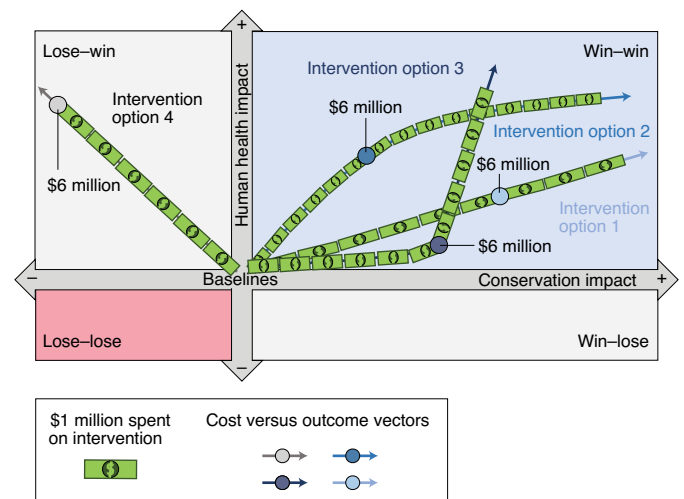 +
Lose–win
Win–win
Intervention option 3
Intervention
option 4
$6 million
Human health impact
Intervention option 2
$6 million
$6 million
Intervention
option 1
$6 million
–
Baselines
Conservation impact
+
Lose–lose
Win–lose
–
$1 million spent
on intervention
Cost versus outcome vectors